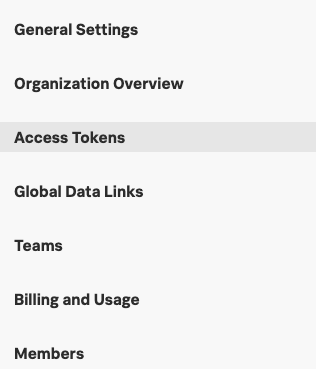 General Settings
Organization Overview
Access Tokens
Global Data Links
Teams
Billing and Usage
Members